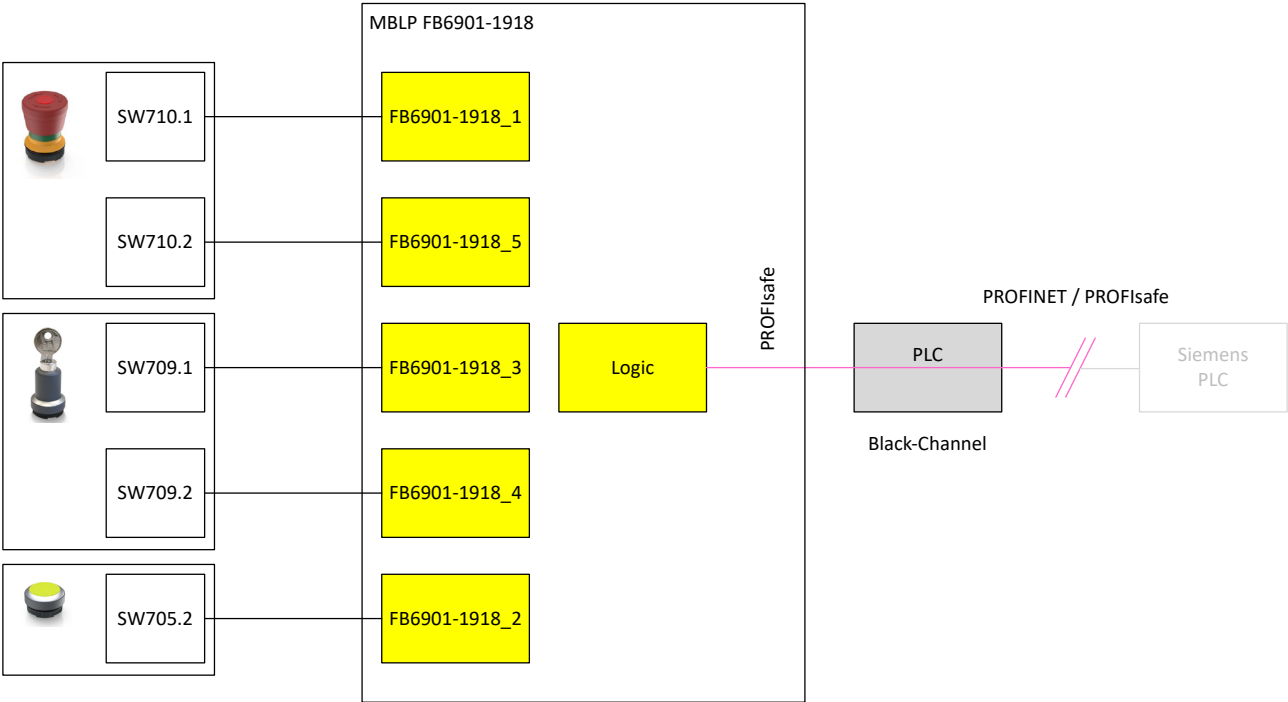 MBLP FB6901-1918
SW710.1
FB6901-1918_1
SW710.2
FB6901-1918_5
PROFIsafe
PROFINET / PROFIsafe
SW709.1
FB6901-1918_3
Logic
PLC
Siemens
PLC
Black-Channel
SW709.2
FB6901-1918_4
SW705.2
FB6901-1918_2